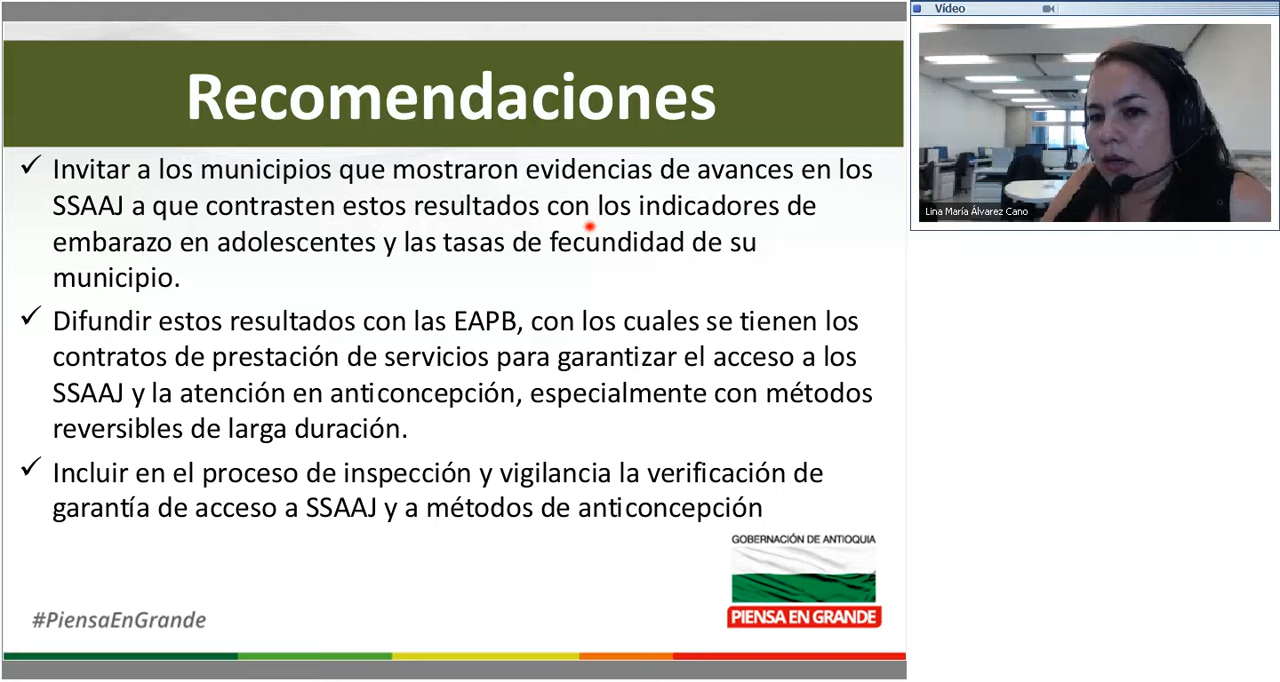 Recomendaciones
✓ Invitar a los municipios que mostraron evidencias de avances en los
SSAAJ a que contrasten estos resultados con los indicadores de
embarazo en adolescentes y las tasas de fecundidad de su
municipio.
✓ Difundir estos resultados con las EAPB, con los cuales se tienen los
contratos de prestación de servicios para garantizar el acceso a los
SSAAJ y la atención en anticoncepción, especialmente con métodos
reversibles de larga duración.
✓ Incluir en el proceso de inspección y vigilancia la verificación de
garantía de acceso a SSAAJ y a métodos de anticoncepción
GOBERNACIÓN DE ANTIOQUIA
PIENSA EN GRANDE
#PiensaEnGrande
Vídeo
Lina María Álvarez Cano